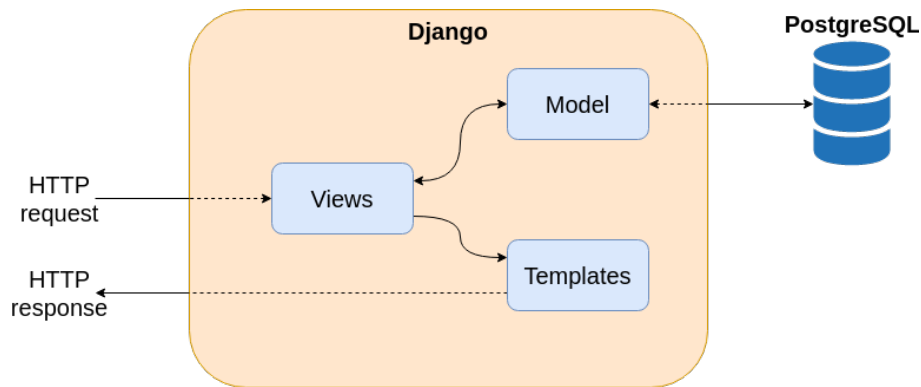 Django
PostgreSQL
Model
HTTP
request
Views
HTTP
response
Templates